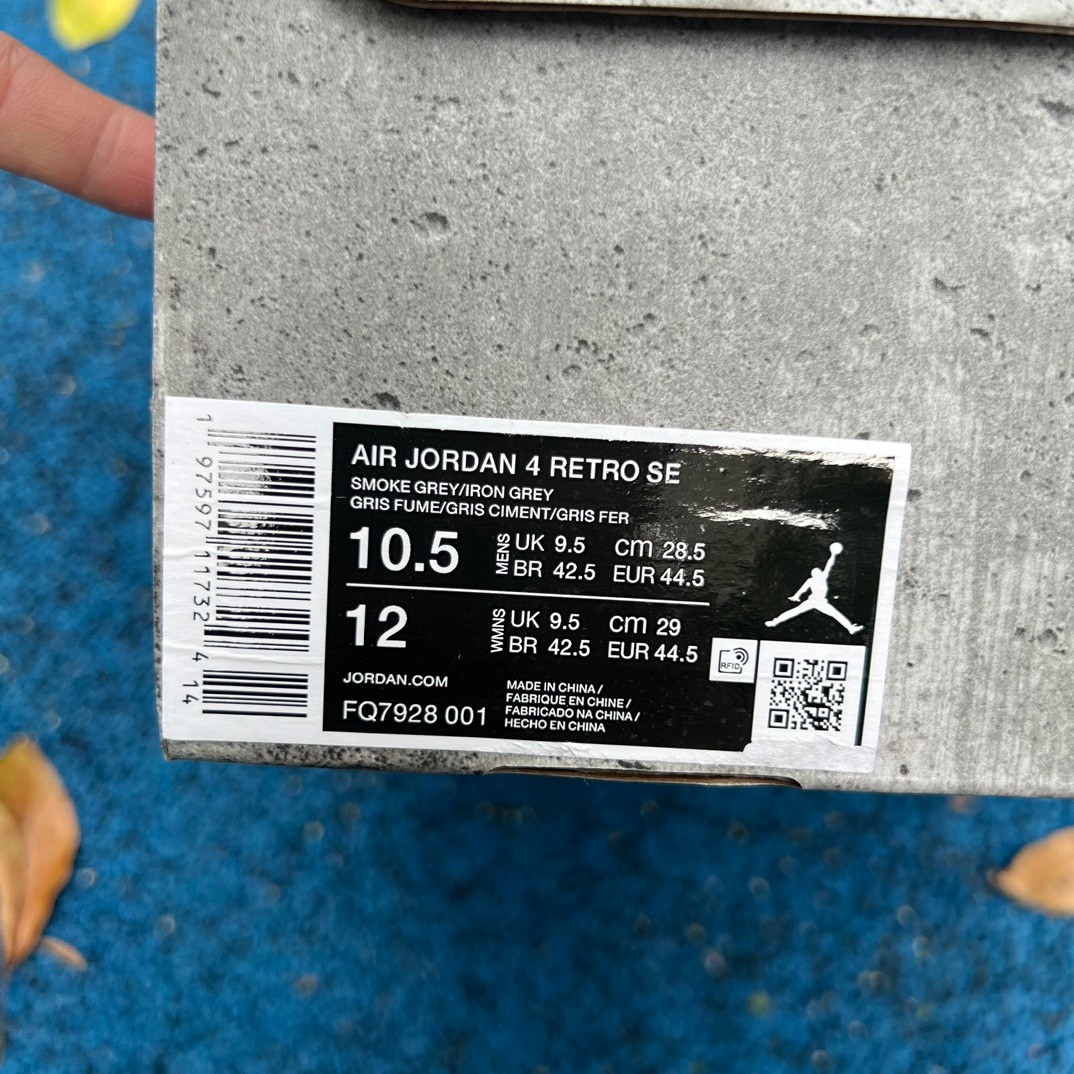 AIR JORDAN 4 RETRO SE
SMOKE GREY/IRON GREY
GRIS FUME/GRIS CIMENT/GRIS FER
10.5 MENS UK 9.5 cm 28.5
BR 42.5 EUR 44.5
12 WMNS UK 9.5 cm 29
BR 42.5 EUR 44.5
RFID
JORDAN.COM
FQ7928 001
MADE IN CHINA /
FABRIQUE EN CHINE /
FABRICADO NA CHINA /
HECHO EN CHINA
1 97597 11732 4 14